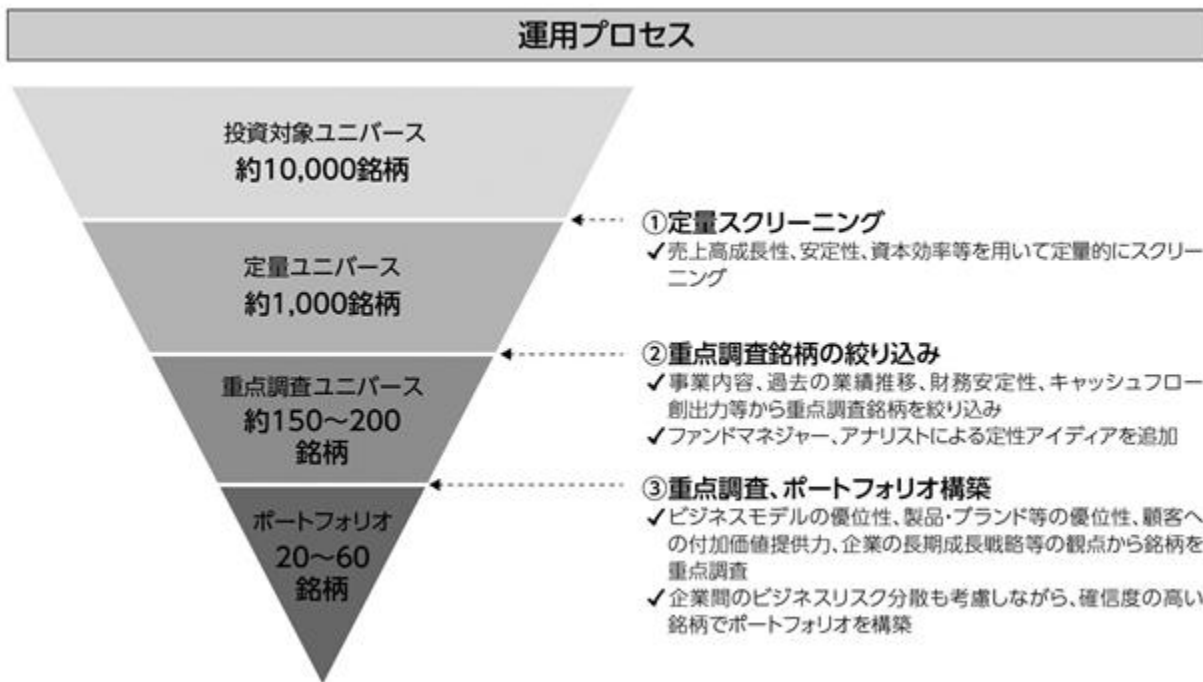 運用プロセス
投資対象ユニバース
約10,000銘柄
①定量スクリーニング
✓売上高成長性、安定性、資本効率等を用いて定量的にスクリー
ニング
定量ユニバース
約1,000銘柄
②重点調査銘柄の絞り込み
✓事業内容、過去の業績推移、財務安定性、キャッシュフロー
創出力等から重点調査銘柄を絞り込み
✓ファンドマネジャー、アナリストによる定性アイディアを追加
重点調査ユニバース
約150～200
銘柄
③重点調査、ポートフォリオ構築
✓ビジネスモデルの優位性、製品・ブランド等の優位性、顧客へ
の付加価値提供力、企業の長期成長戦略等の観点から銘柄を
重点調査
✓企業間のビジネスリスク分散も考慮しながら、確信度の高い
銘柄でポートフォリオを構築
ポートフォリオ
20～60
銘柄